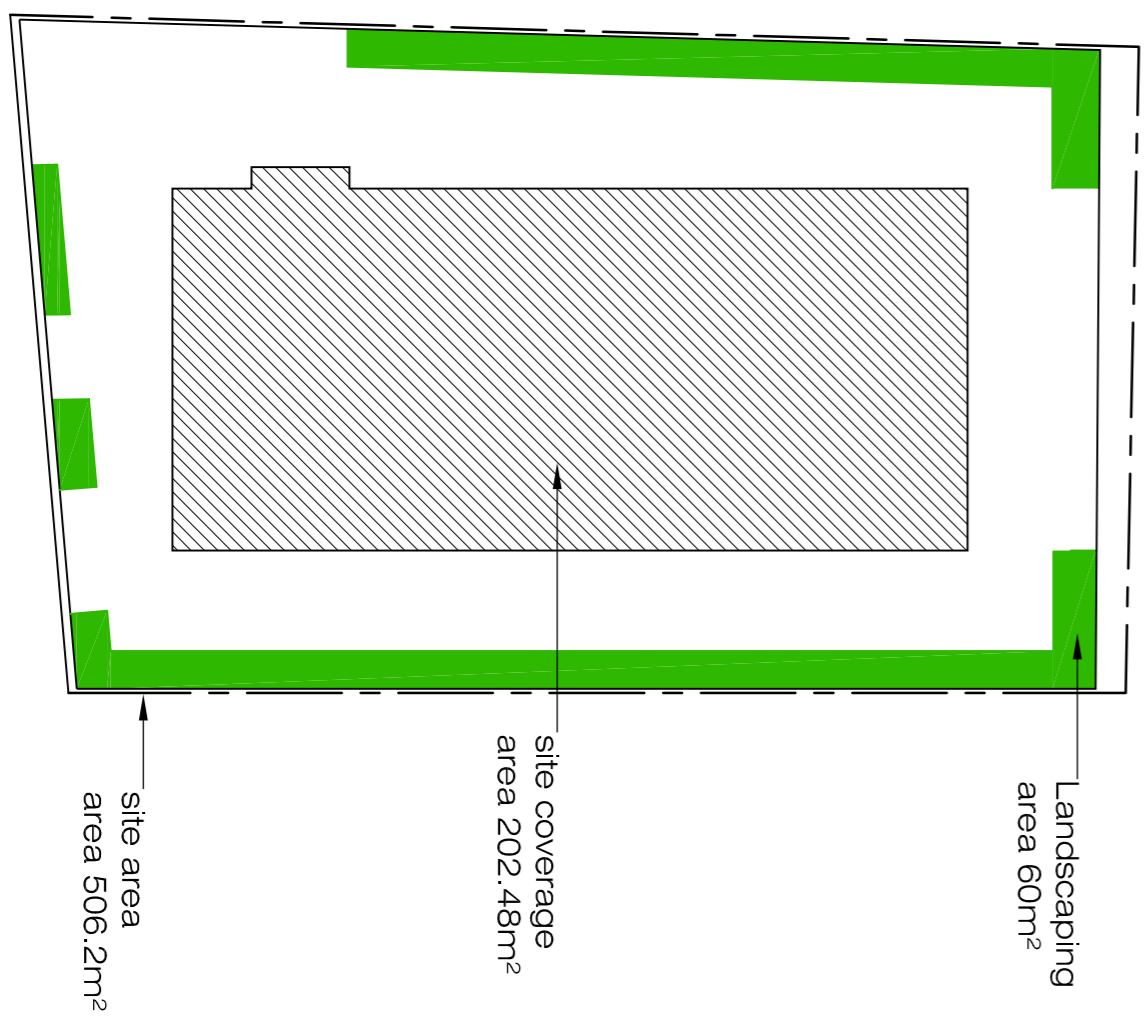 Landscaping
area 60m²
site coverage
area 202.48m²
site area
area 506.2m²